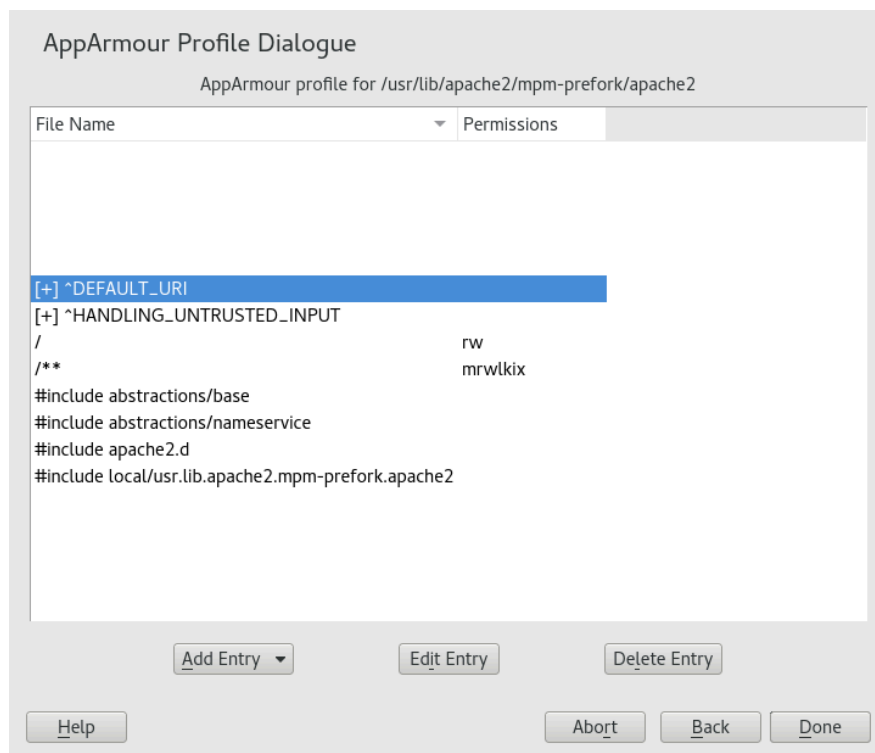 AppArmour Profile Dialogue
AppArmour profile for /usr/lib/apache2/mpm-prefork/apache2
File Name Permissions
[+] ^DEFAULT_URI
[+] ^HANDLING_UNTRUSTED_INPUT
/ rw
/** mrwlkix
#include abstractions/base
#include abstractions/nameservice
#include apache2.d
#include local/usr.lib.apache2.mpm-prefork.apache2
Add Entry Edit Entry Delete Entry
Help Abort Back Done